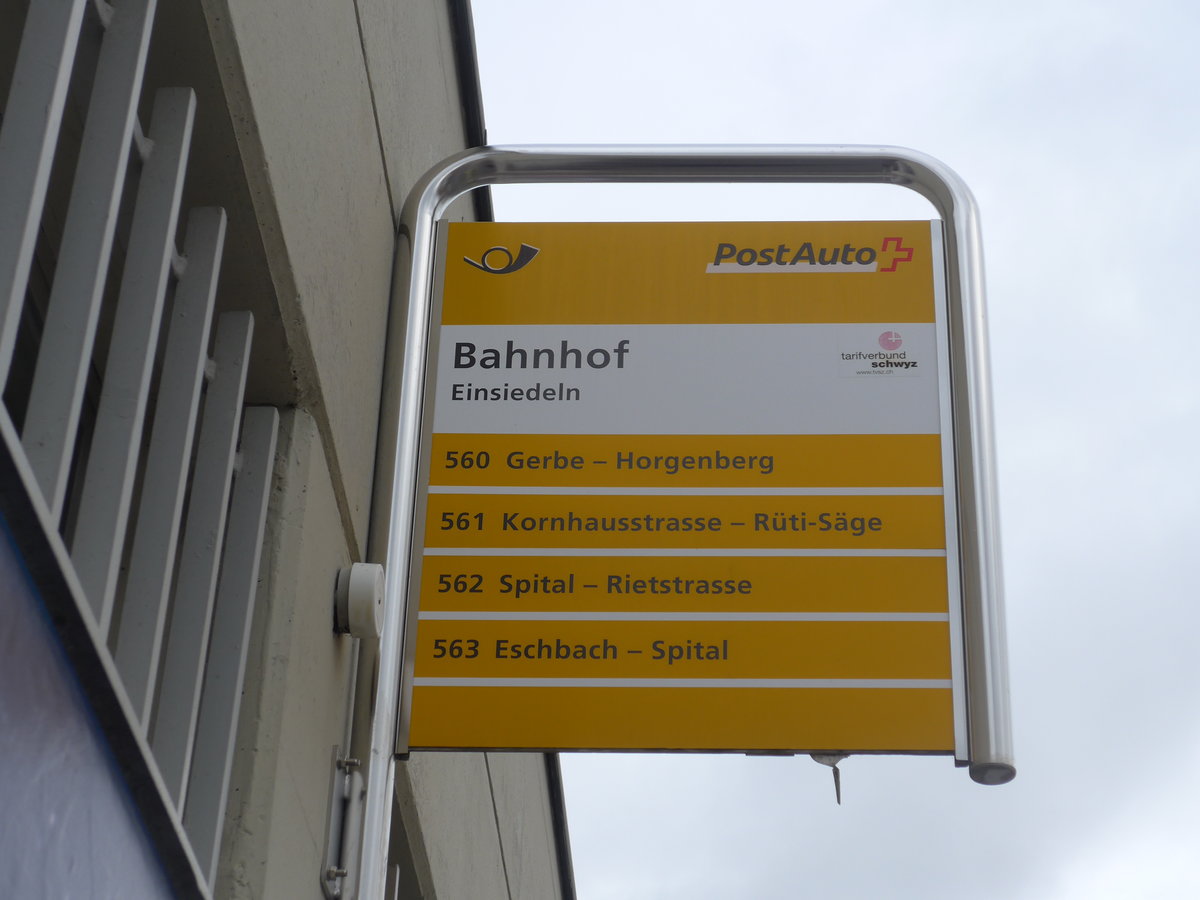 PostAuto
Bahnhof
Einsiedeln
tarifverbund
schwyz
www.tvsz.ch
560 Gerbe – Horgenberg
561 Kornhausstrasse – Rüti-Säge
562 Spital – Rietstrasse
563 Eschbach – Spital